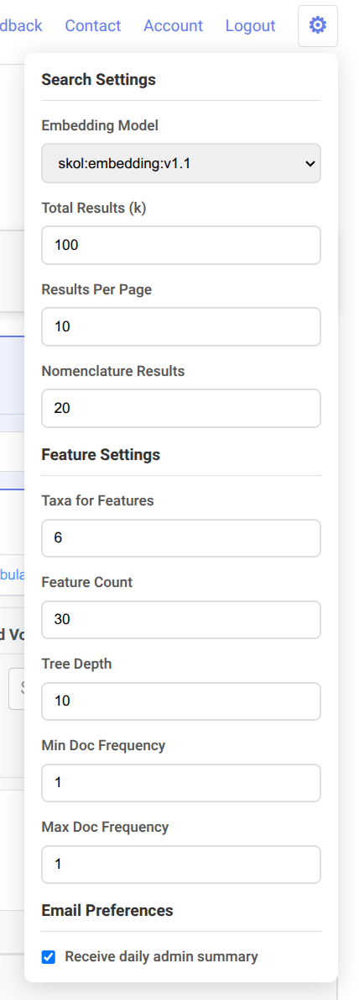 dback Contact Account Logout
Search Settings
Embedding Model
skol:embedding:v1.1
Total Results (k)
100
Results Per Page
10
Nomenclature Results
20
Feature Settings
Taxa for Features
6
bula
Feature Count
30
d Vo
Tree Depth
10
Min Doc Frequency
1
Max Doc Frequency
1
Email Preferences
Receive daily admin summary